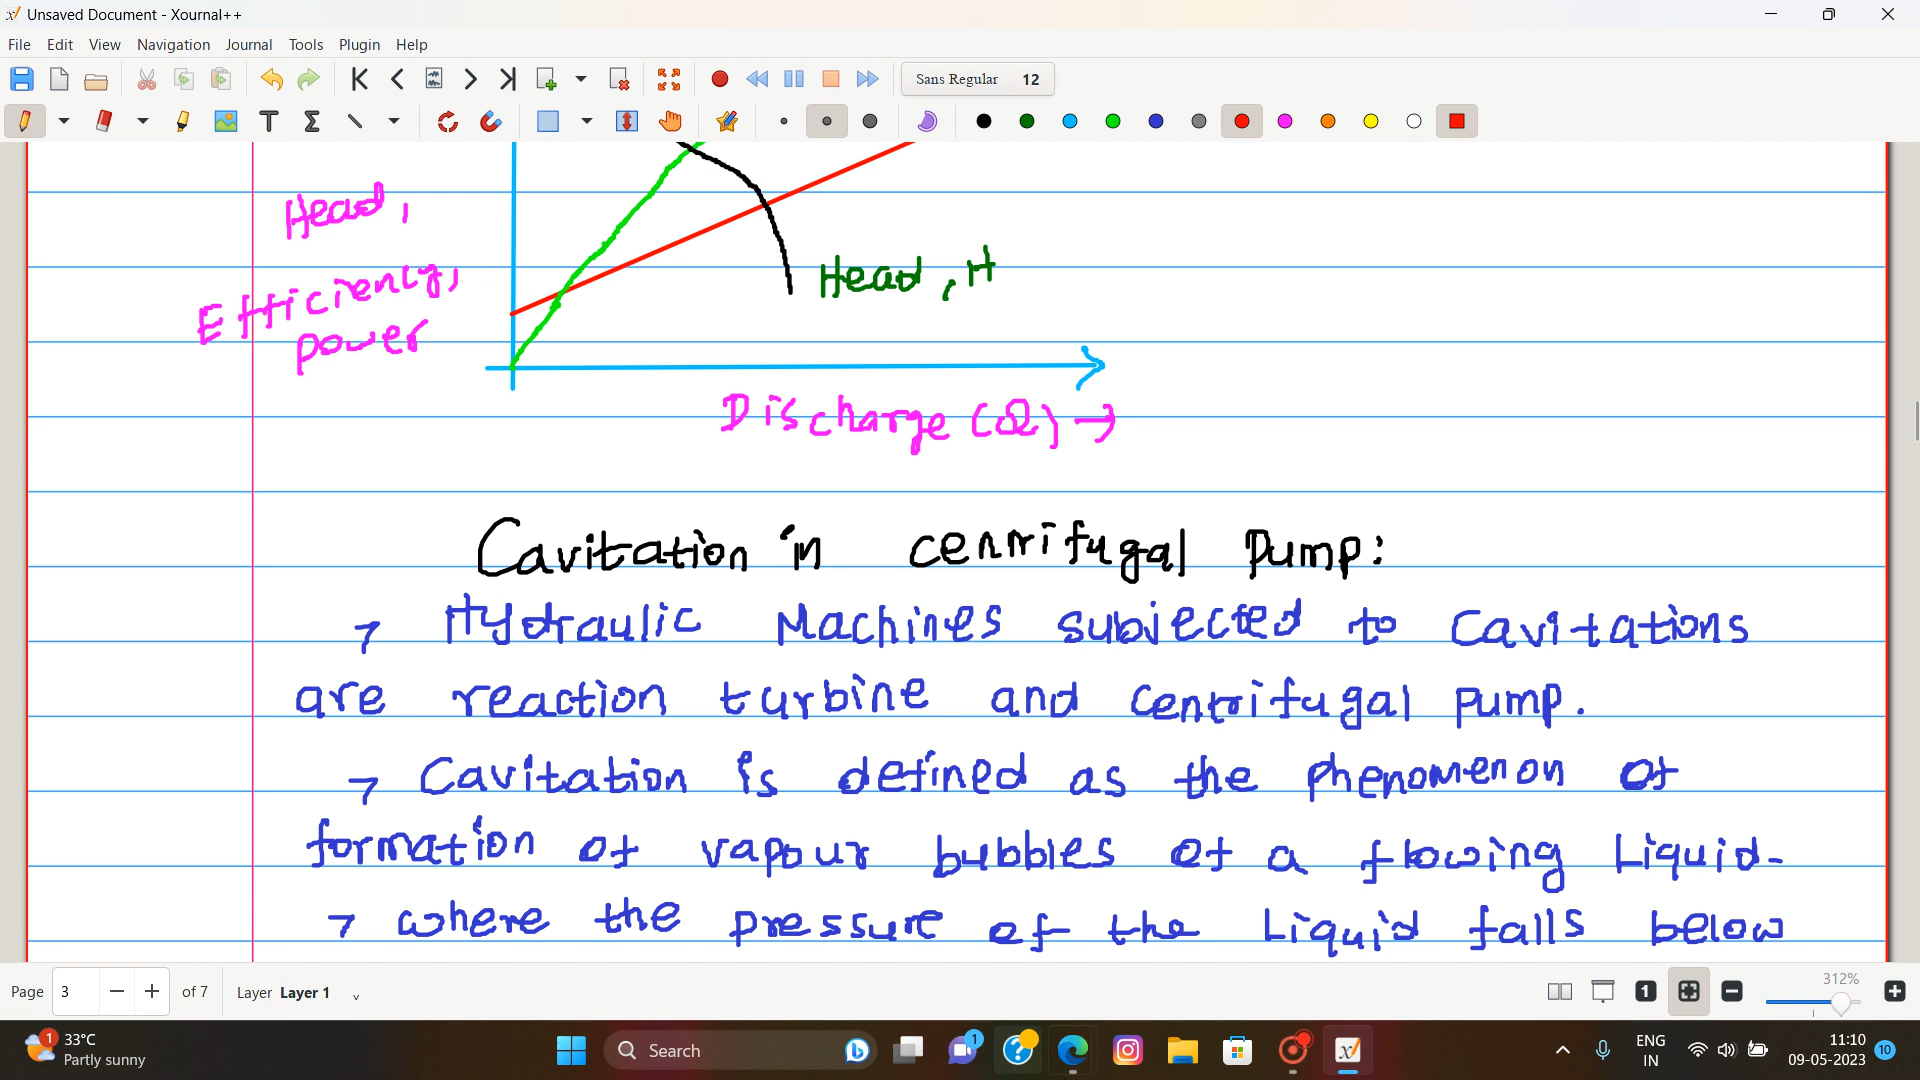 Unsaved Document - Xournal++
File Edit View Navigation Journal Tools Plugin Help
Sans Regular 12
Head,
Efficiency,
power
Head, H
Discharge (Q) →
Cavitation in cenrrifugal Pump:
→ Hydraulic Machines subjected to Cavitations
are reaction turbine and Centrifugal pump.
→ Cavitation is defined as the phenomenon of
formation of vapour bubbles of a flowing Liquid-
→ where the pressure of the Liquid falls below
Page 3 of 7 Layer Layer 1
312%
33°C
Partly sunny
Search
ENG
IN
11:10
09-05-2023
10